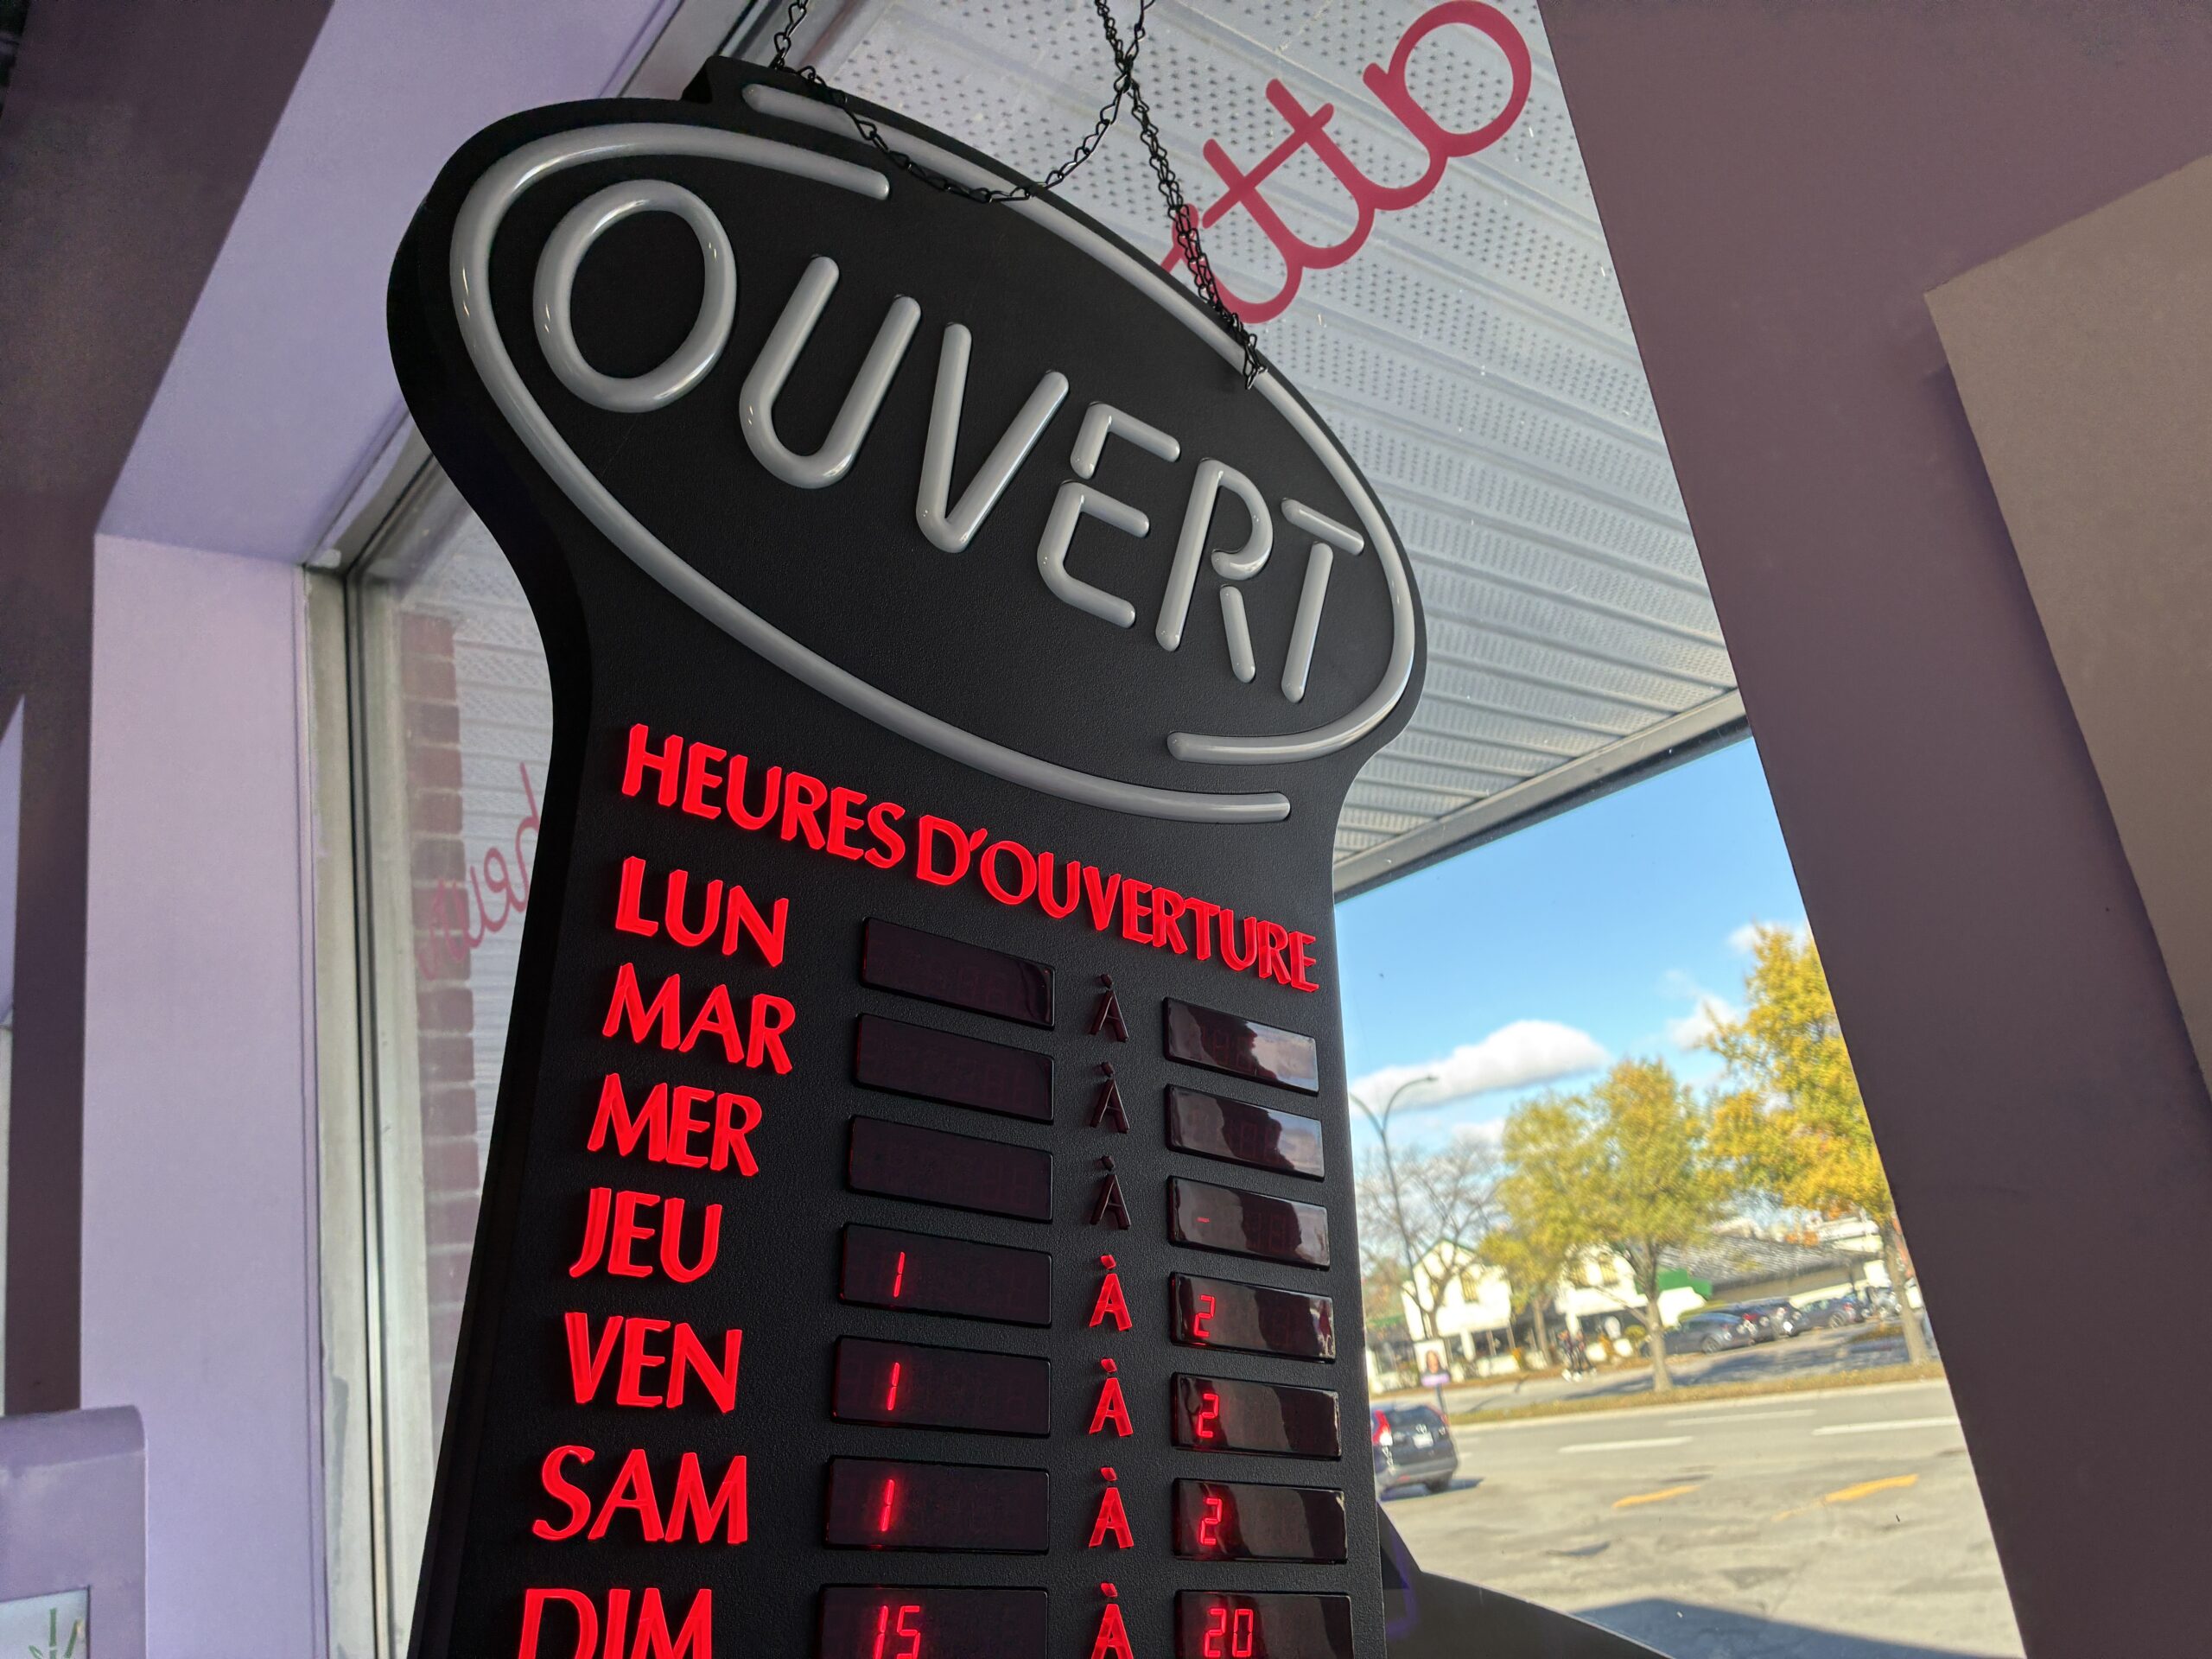 OUVERT
HEURES D'OUVERTURE
LUN À
MAR À
MER À -
JEU 1 À 2
VEN 1 À 2
SAM 1 À 2
DIM 15 À 20